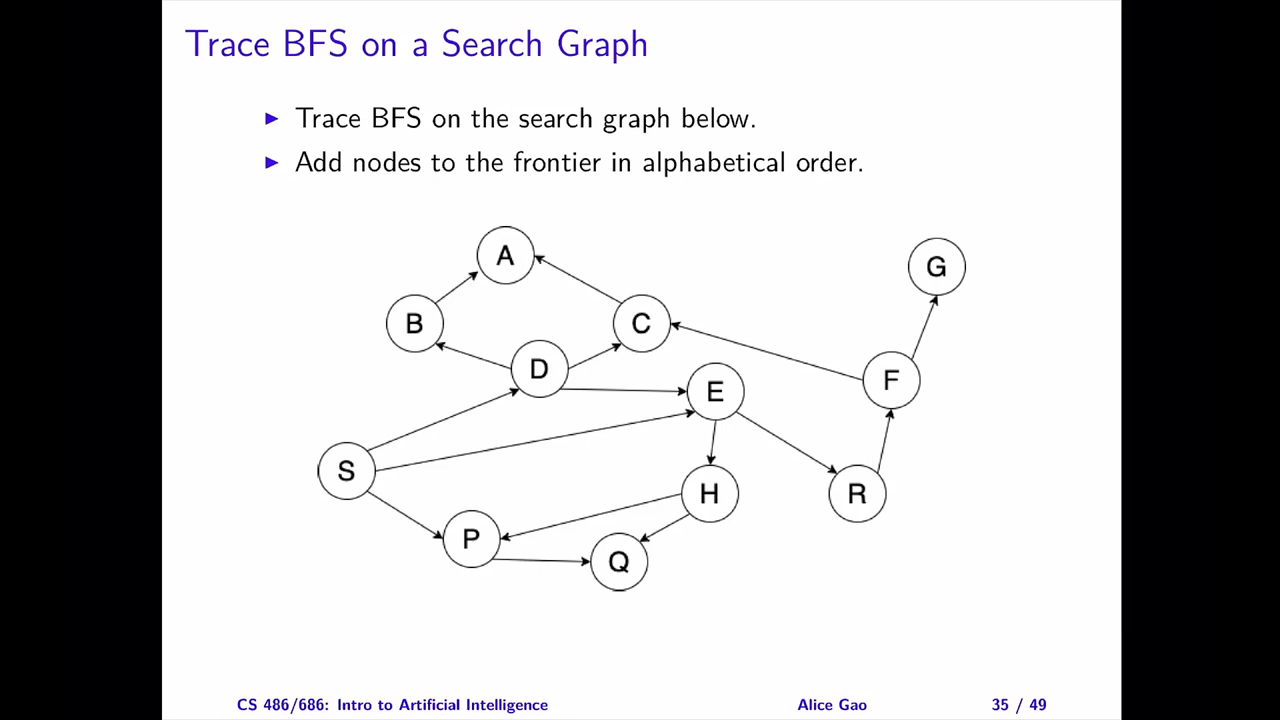 Trace BFS on a Search Graph
Trace BFS on the search graph below.
Add nodes to the frontier in alphabetical order.
A
G
B
C
D
F
E
S
H
R
P
Q
CS 486/686: Intro to Artificial Intelligence
Alice Gao
35 / 49